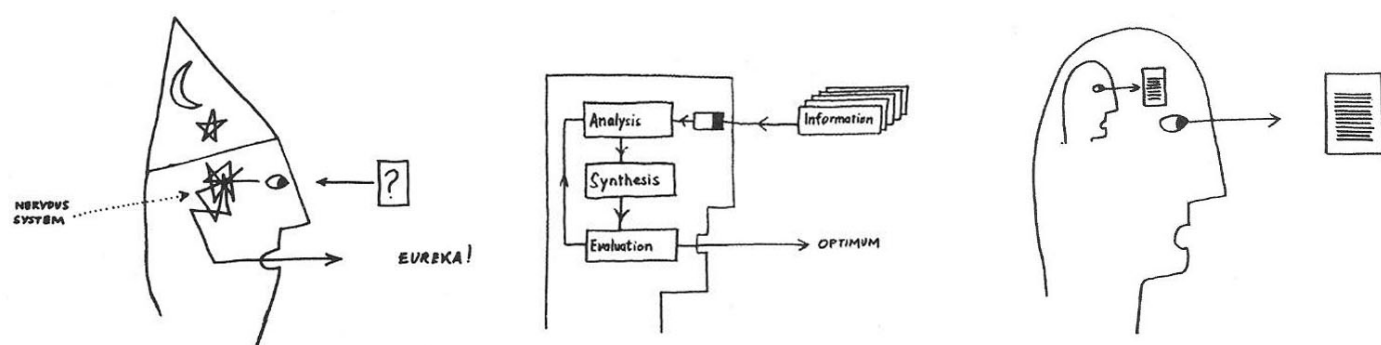 NERVOUS
SYSTEM
?
EUREKA!
Analysis
Information
Synthesis
Evaluation
OPTIMUM